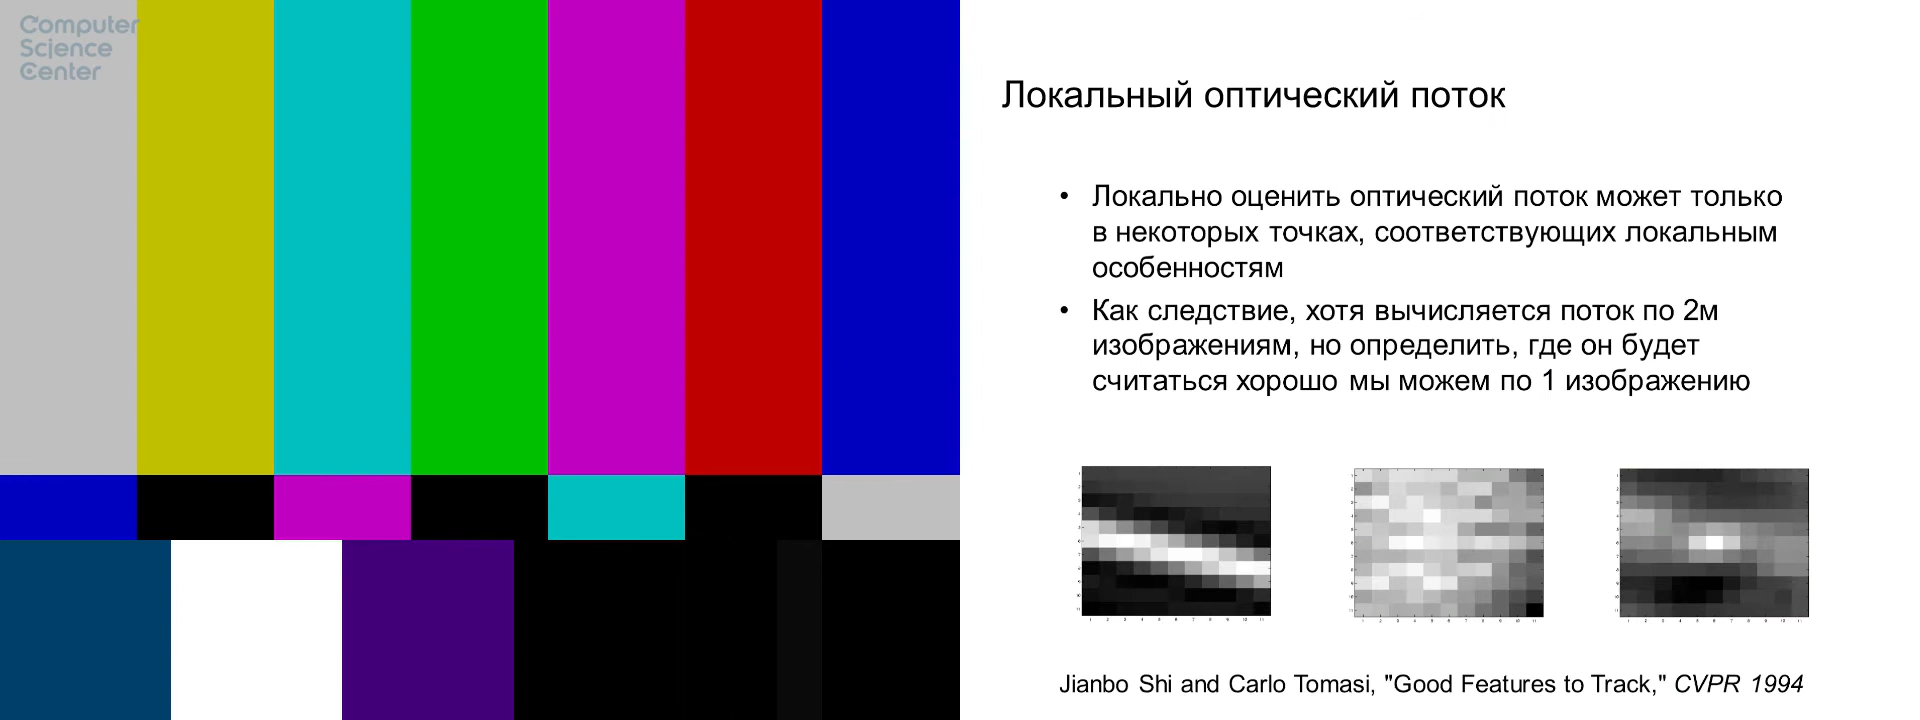 Computer
Science
Center
Локальный оптический поток
• Локально оценить оптический поток может только
в некоторых точках, соответствующих локальным
особенностям
• Как следствие, хотя вычисляется поток по 2м
изображениям, но определить, где он будет
считаться хорошо мы можем по 1 изображению
Jianbo Shi and Carlo Tomasi, "Good Features to Track," CVPR 1994